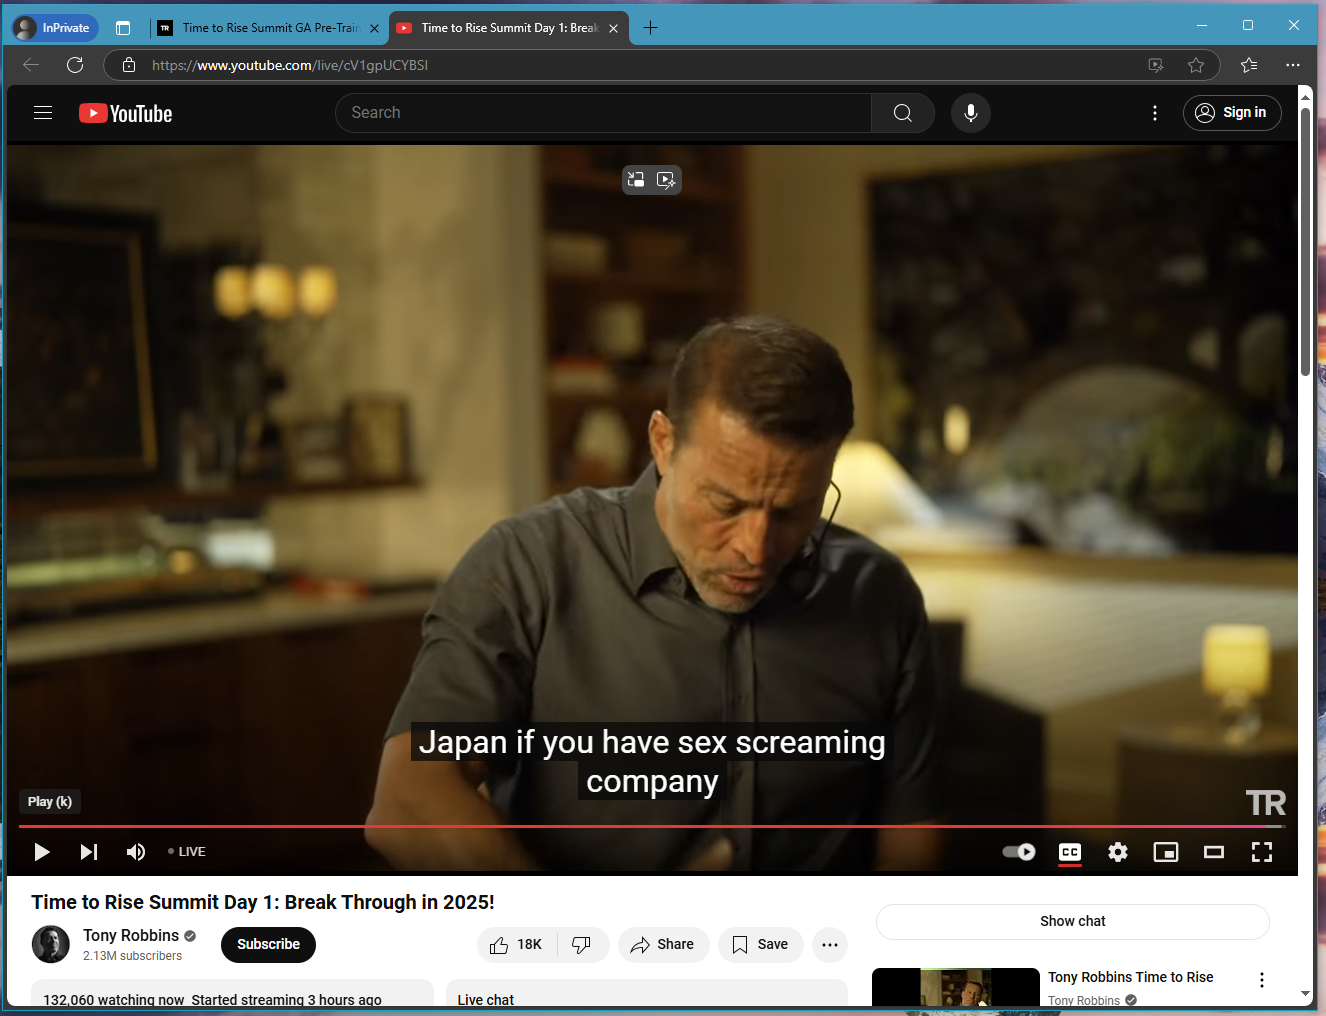 InPrivate
TR
Time to Rise Summit GA Pre-Train
Time to Rise Summit Day 1: Break
https://www.youtube.com/live/cV1gpUCYBSI
YouTube
Search
Sign in
Japan if you have sex screaming
company
Play (k)
TR
LIVE
CC
Time to Rise Summit Day 1: Break Through in 2025!
Tony Robbins
2.13M subscribers
Subscribe
18K
Share
Save
Show chat
132,060 watching now Started streaming 3 hours ago
Live chat
Tony Robbins Time to Rise
Tony Robbins